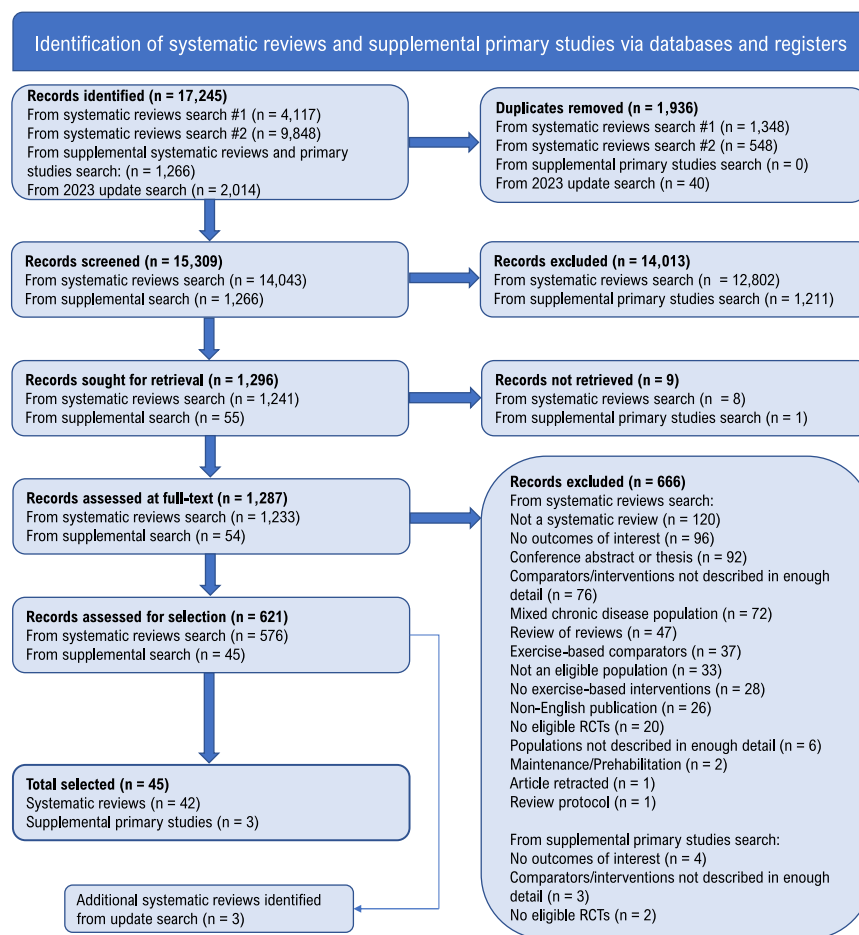 Identification of systematic reviews and supplemental primary studies via databases and registers
Records identified (n = 17,245)
From systematic reviews search #1 (n = 4,117)
From systematic reviews search #2 (n = 9,848)
From supplemental systematic reviews and primary
studies search: (n = 1,266)
From 2023 update search (n = 2,014)
Duplicates removed (n = 1,936)
From systematic reviews search #1 (n = 1,348)
From systematic reviews search #2 (n = 548)
From supplemental primary studies search (n = 0)
From 2023 update search (n = 40)
Records screened (n = 15,309)
From systematic reviews search (n = 14,043)
From supplemental search (n = 1,266)
Records excluded (n = 14,013)
From systematic reviews search (n = 12,802)
From supplemental primary studies search (n = 1,211)
Records sought for retrieval (n = 1,296)
From systematic reviews search (n = 1,241)
From supplemental search (n = 55)
Records not retrieved (n = 9)
From systematic reviews search (n = 8)
From supplemental primary studies search (n = 1)
Records assessed at full-text (n = 1,287)
From systematic reviews search (n = 1,233)
From supplemental search (n = 54)
Records excluded (n = 666)
From systematic reviews search:
Not a systematic review (n = 120)
No outcomes of interest (n = 96)
Conference abstract or thesis (n = 92)
Comparators/interventions not described in enough
detail (n = 76)
Mixed chronic disease population (n = 72)
Review of reviews (n = 47)
Exercise-based comparators (n = 37)
Not an eligible population (n = 33)
No exercise-based interventions (n = 28)
Non-English publication (n = 26)
No eligible RCTs (n = 20)
Populations not described in enough detail (n = 6)
Maintenance/Prehabilitation (n = 2)
Article retracted (n = 1)
Review protocol (n = 1)
From supplemental primary studies search:
No outcomes of interest (n = 4)
Comparators/interventions not described in enough
detail (n = 3)
No eligible RCTs (n = 2)
Records assessed for selection (n = 621)
From systematic reviews search (n = 576)
From supplemental search (n = 45)
Total selected (n = 45)
Systematic reviews (n = 42)
Supplemental primary studies (n = 3)
Additional systematic reviews identified
from update search (n = 3)